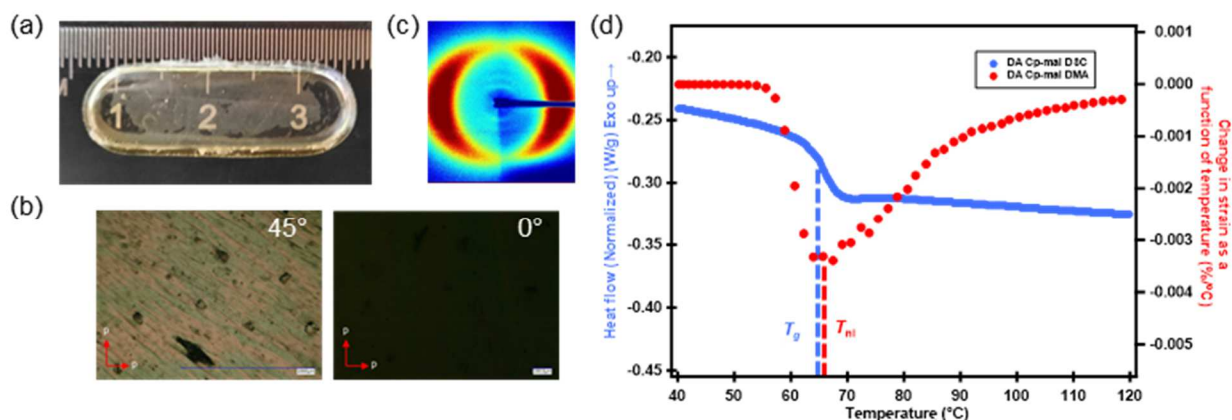 (a)
1 2 3
(b)
45°
P
P
0°
P
P
(c)
(d)
DA Cp-mal DSC
DA Cp-mal DMA
Heat flow (Normalized) (W/g) Exo up→
-0.20
-0.25
-0.30
-0.35
-0.40
-0.45
0.001
0.000
-0.001
-0.002
-0.003
-0.004
-0.005
Change in strain as a
function of temperature (%/°C)
Tg
Tni
40 50 60 70 80 90 100 110 120
Temperature (°C)